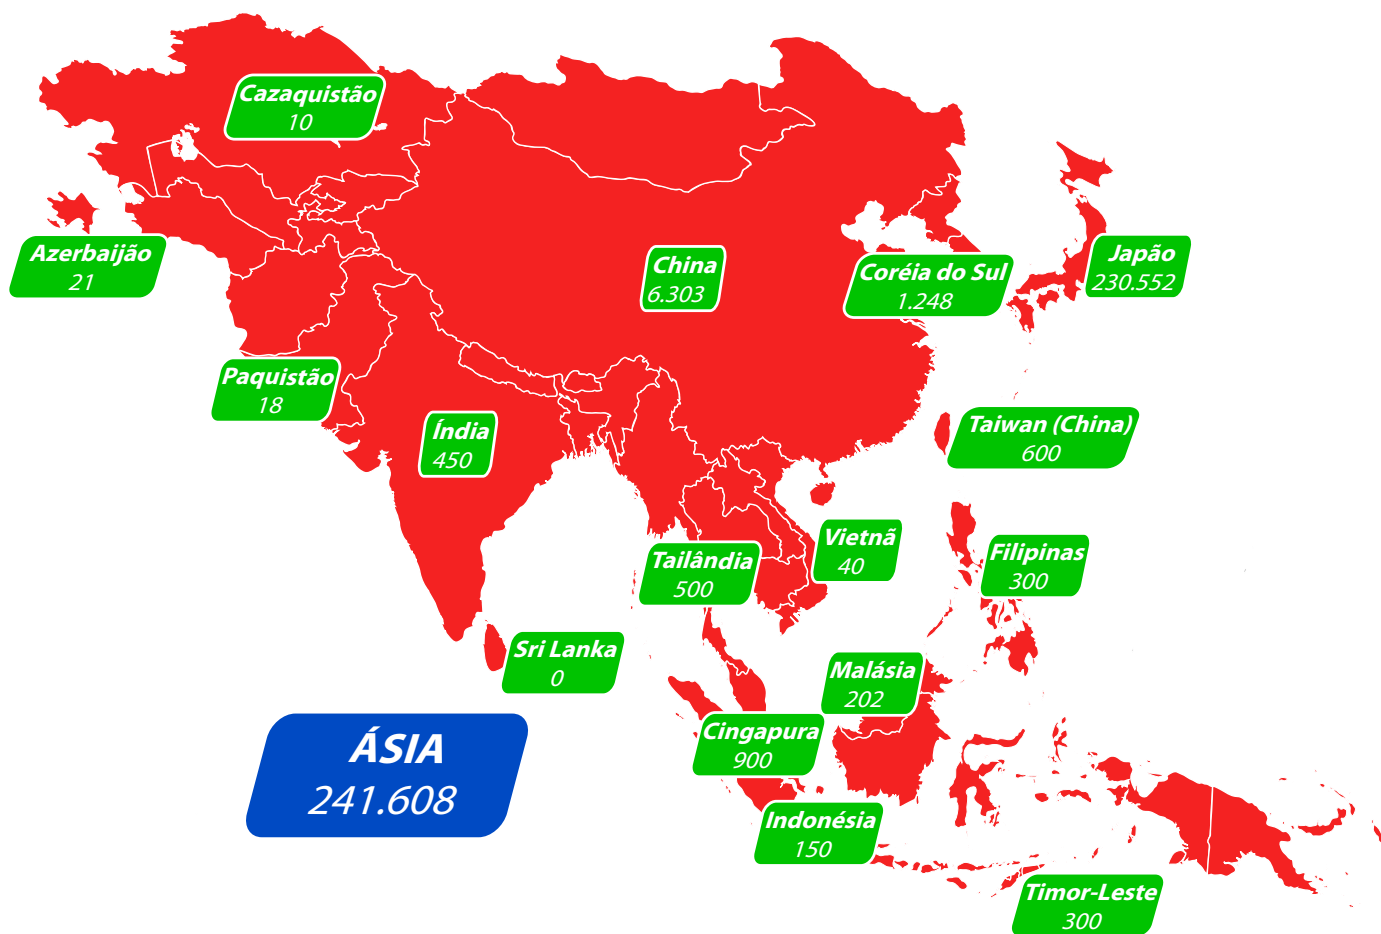 Cazaquistão
10
Azerbaijão
21
China
6.303
Coréia do Sul
1.248
Japão
230.552
Paquistão
18
Índia
450
Taiwan (China)
600
Vietnã
40
Filipinas
300
Tailândia
500
Sri Lanka
0
Malásia
202
Cingapura
900
ÁSIA
241.608
Indonésia
150
Timor-Leste
300